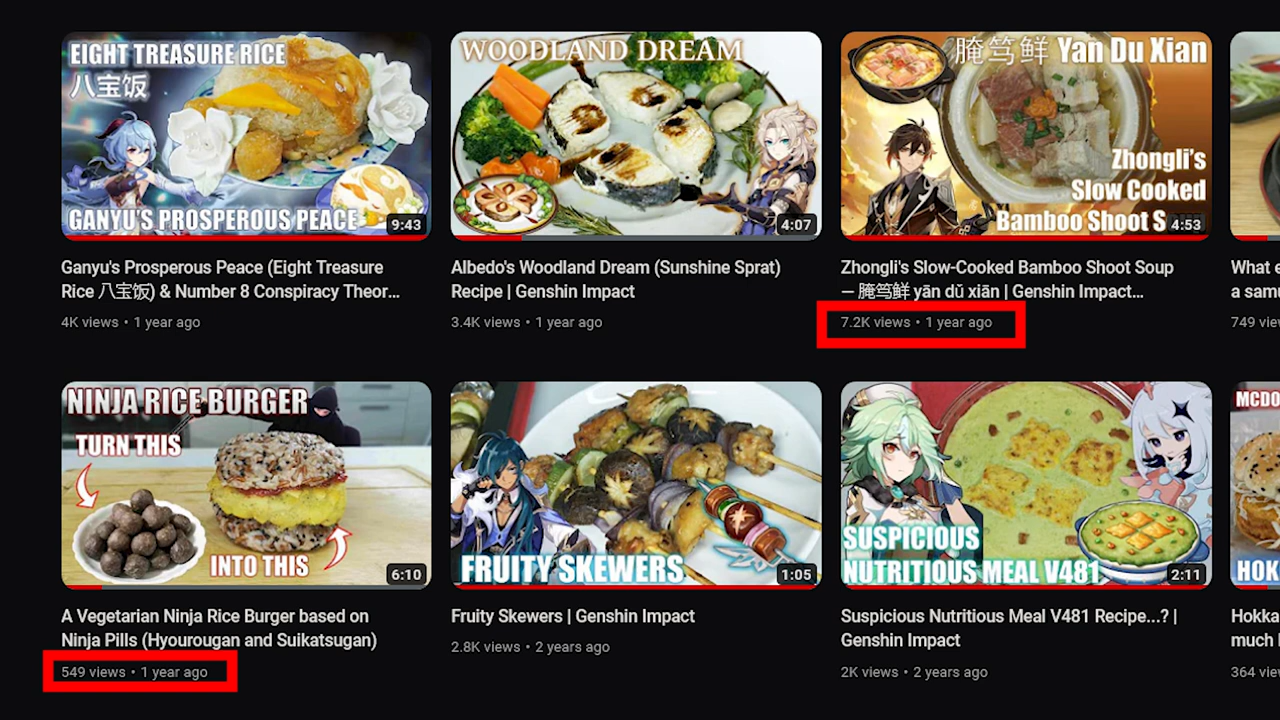 EIGHT TREASURE RICE
八宝饭
GANYU'S PROSPEROUS PEACE
9:43
Ganyu's Prosperous Peace (Eight Treasure
Rice 八宝饭) & Number 8 Conspiracy Theor...
4K views • 1 year ago
WOODLAND DREAM
4:07
Albedo's Woodland Dream (Sunshine Sprat)
Recipe | Genshin Impact
3.4K views • 1 year ago
腌笃鲜 Yan Du Xian
Zhongli's
Slow Cooked
Bamboo Shoot
4:53
Zhongli's Slow-Cooked Bamboo Shoot Soup
— 腌笃鲜 yān dǔ xiān | Genshin Impact...
7.2K views • 1 year ago
What
a
749
NINJA RICE BURGER
TURN THIS
INTO THIS
6:10
A Vegetarian Ninja Rice Burger based on
Ninja Pills (Hyourougan and Suikatsugan)
549 views • 1 year ago
FRUITY SKEWERS
1:05
Fruity Skewers | Genshin Impact
2.8K views • 2 years ago
SUSPICIOUS
NUTRITIOUS MEAL V481
2:11
Suspicious Nutritious Meal V481 Recipe...? |
Genshin Impact
2K views • 2 years ago
MCDO
HOK
Hokka
much
364